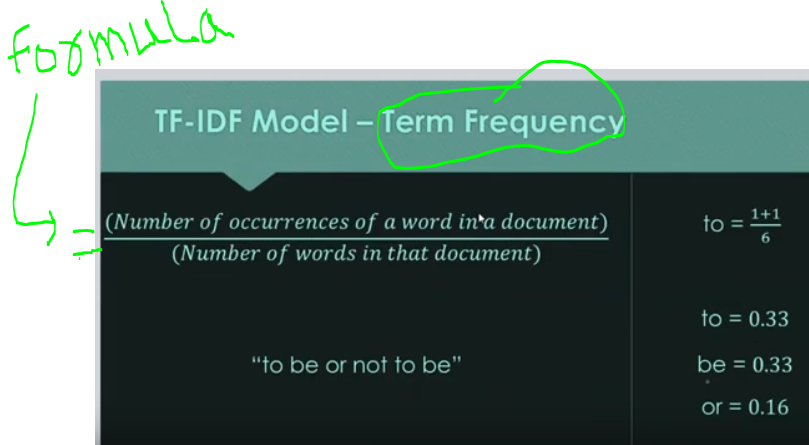 Formula
TF-IDF Model – Term Frequency
= (Number of occurrences of a word in a document)
(Number of words in that document)
to = 1+1
6
to = 0.33
"to be or not to be"
be = 0.33
or = 0.16